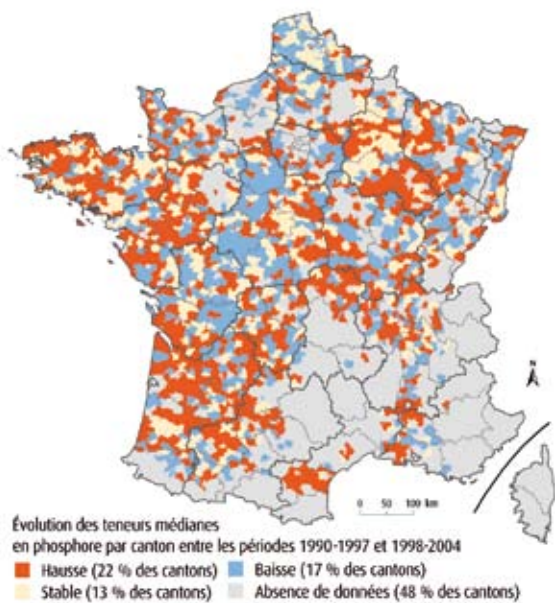 N
0 50 100 km
Évolution des teneurs médianes
en phosphore par canton entre les périodes 1990-1997 et 1998-2004
Hausse (22 % des cantons) Baisse (17 % des cantons)
Stable (13 % des cantons) Absence de données (48 % des cantons)